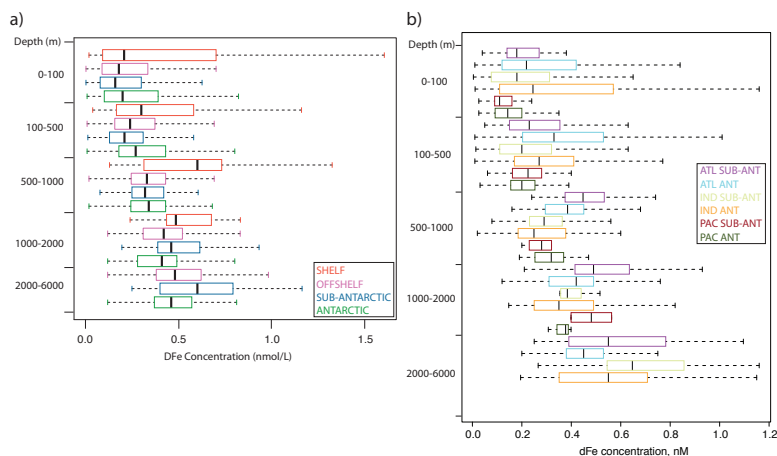 a)
Depth (m)
0-100
100-500
500-1000
1000-2000
2000-6000
SHELF
OFFSHELF
SUB-ANTARCTIC
ANTARCTIC
0.0 0.5 1.0 1.5
DFe Concentration (nmol/L)
b)
Depth (m)
0-100
100-500
500-1000
1000-2000
2000-6000
ATL SUB-ANT
ATL ANT
IND SUB-ANT
IND ANT
PAC SUB-ANT
PAC ANT
0.0 0.2 0.4 0.6 0.8 1.0 1.2
dFe concentration, nM